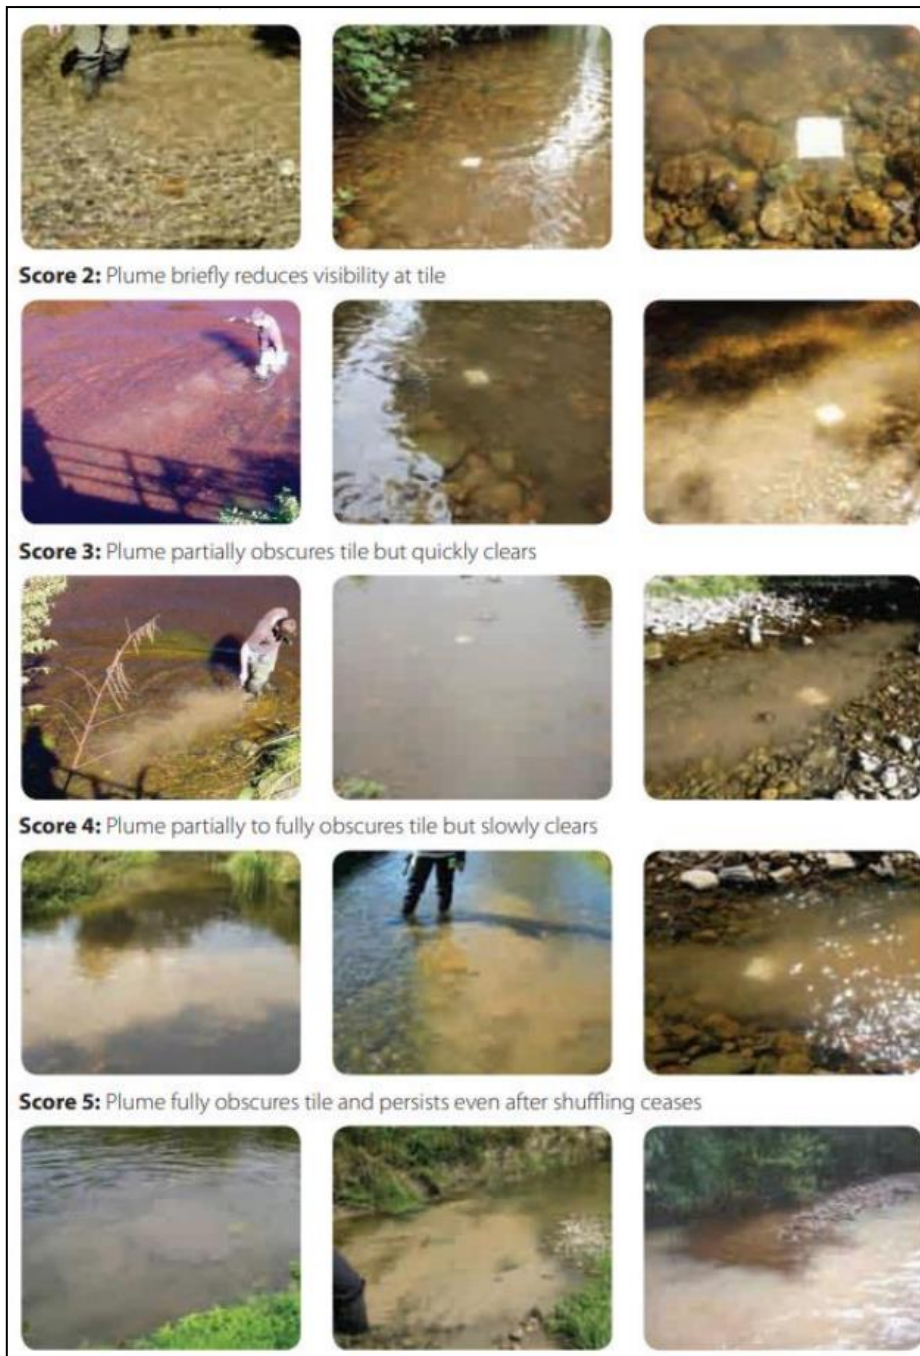 Score 2: Plume briefly reduces visibility at tile
Score 3: Plume partially obscures tile but quickly clears
Score 4: Plume partially to fully obscures tile but slowly clears
Score 5: Plume fully obscures tile and persists even after shuffling ceases